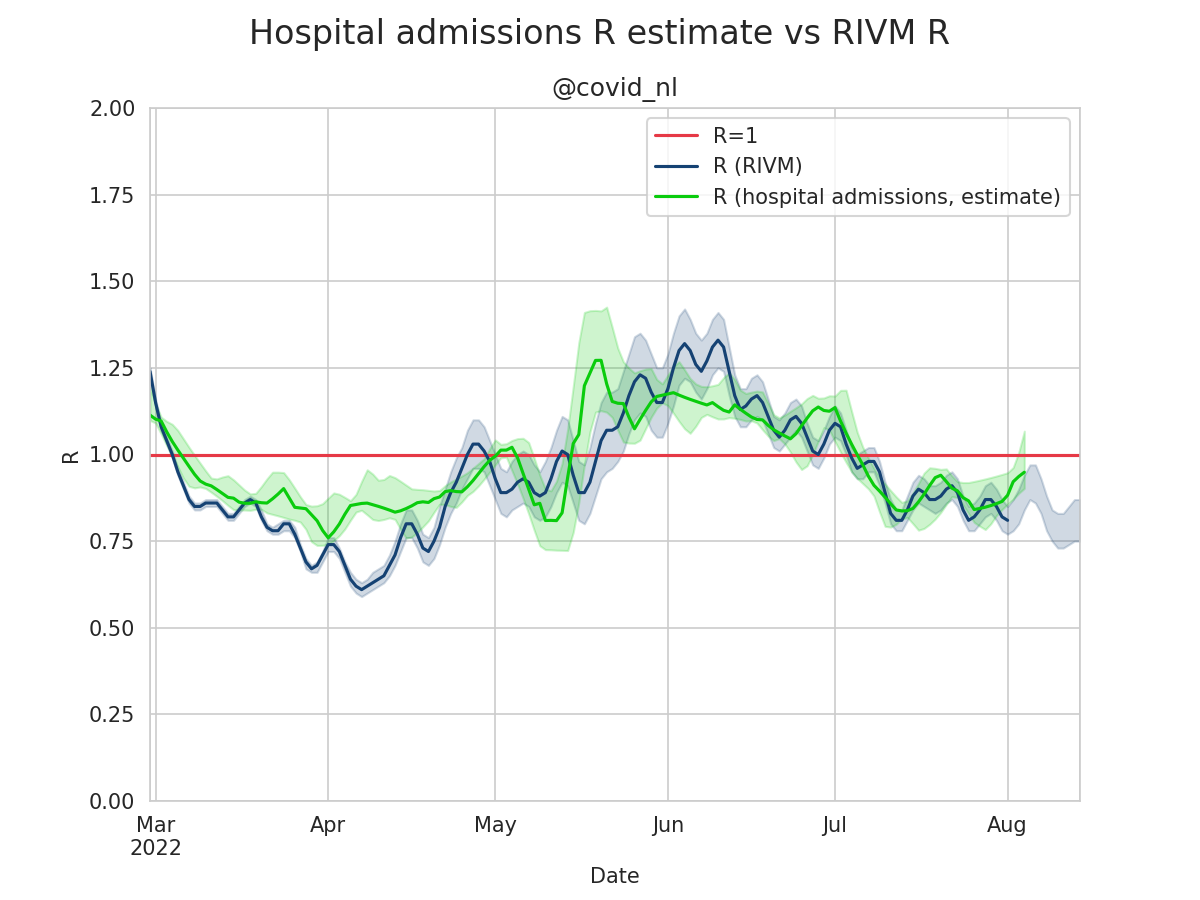 Hospital admissions R estimate vs RIVM R
@covid_nl
R=1
R (RIVM)
R (hospital admissions, estimate)
2.00
1.75
1.50
1.25
1.00
0.75
0.50
0.25
0.00
R
Mar Apr May Jun Jul Aug
2022
Date